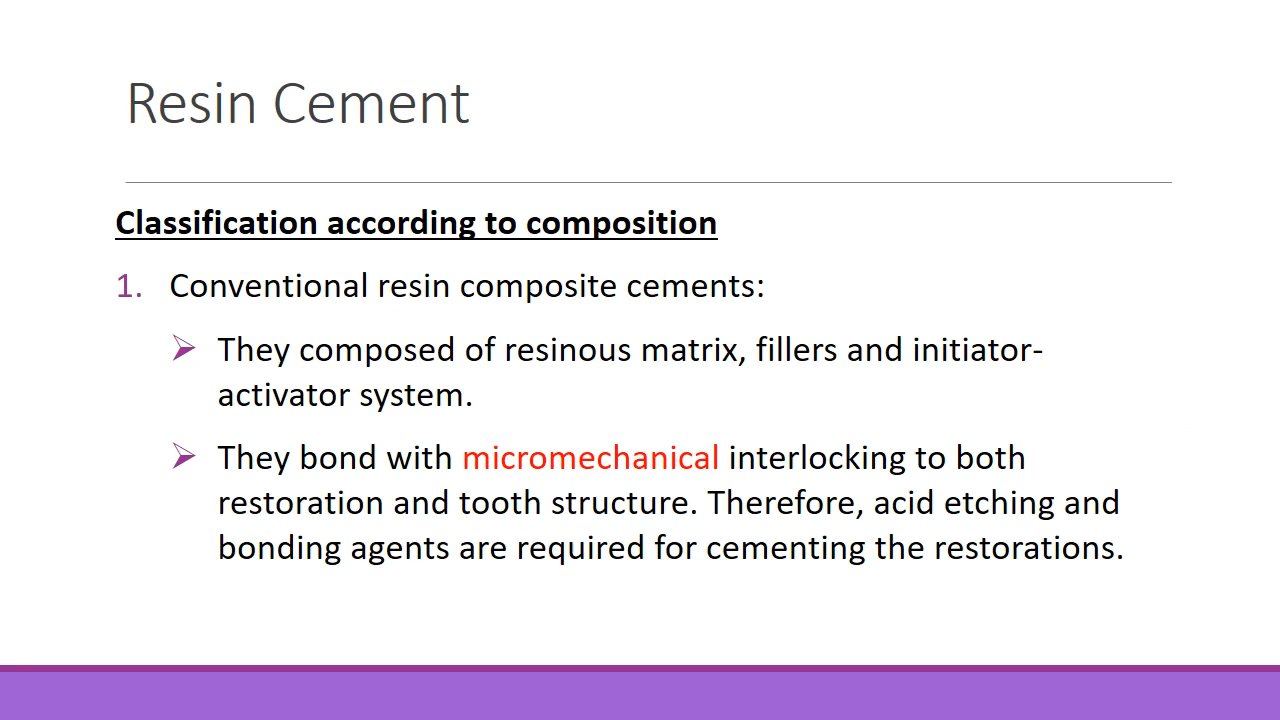 Resin Cement
Classification according to composition
1. Conventional resin composite cements:
➢ They composed of resinous matrix, fillers and initiator-
activator system.
➢ They bond with micromechanical interlocking to both
restoration and tooth structure. Therefore, acid etching and
bonding agents are required for cementing the restorations.